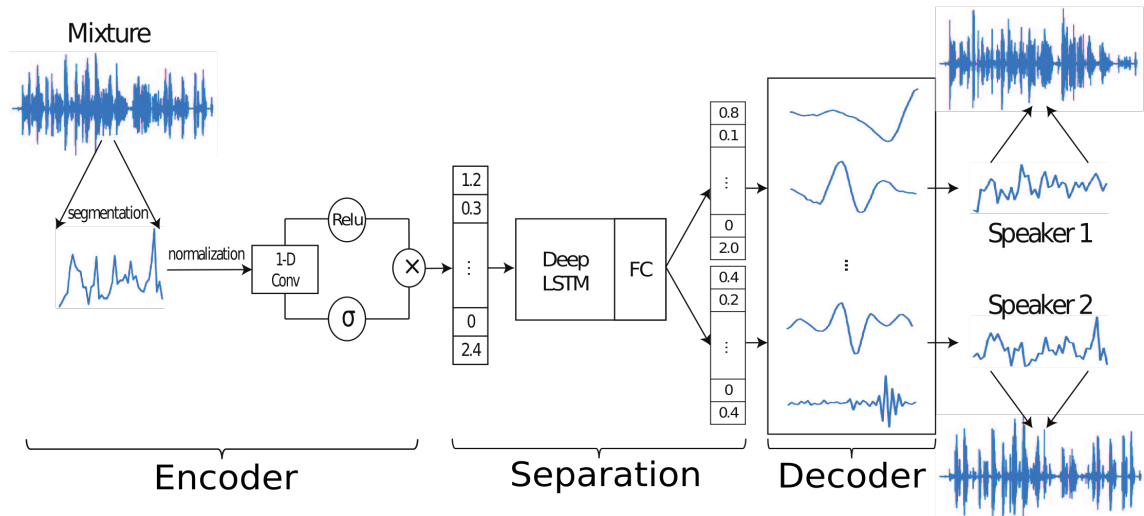 Mixture
segmentation
normalization
1-D
Conv
Relu
σ
×
1.2
0.3
⋮
0
2.4
Deep
LSTM
FC
0.8
0.1
⋮
0
2.0
0.4
0.2
⋮
0
0.4
...
Speaker 1
Speaker 2
Encoder
Separation
Decoder